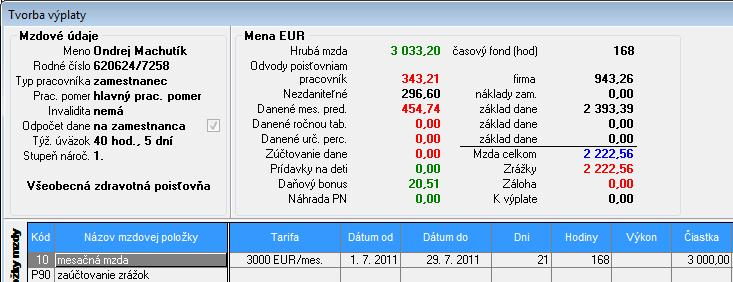 Tvorba výplaty
Mzdové údaje
Meno Ondrej Machutík
Rodné číslo 620624/7258
Typ pracovníka zamestnanec
Prac. pomer hlavný prac. pomer
Invalidita nemá
Odpočet dane na zamestnanca
Týž. úväzok 40 hod., 5 dní
Stupeň nároč. 1.
Všeobecná zdravotná poisťovňa
Mena EUR
Hrubá mzda 3 033,20 časový fond (hod) 168
Odvody poisťovniam
pracovník 343,21 firma 943,26
Nezdaniteľné 296,60 náklady zam. 0,00
Danené mes. pred. 454,74 základ dane 2 393,39
Danené ročnou tab. 0,00 základ dane 0,00
Danené urč. perc. 0,00 základ dane 0,00
Zúčtovanie dane 0,00 Mzda celkom 2 222,56
Prídavky na deti 0,00 Zrážky 2 222,56
Daňový bonus 20,51 Záloha 0,00
Náhrada PN 0,00 K výplate 0,00
Kód Názov mzdovej položky Tarifa Dátum od Dátum do Dni Hodiny Výkon Čiastka
10 mesačná mzda 3000 EUR/mes. 1. 7. 2011 29. 7. 2011 21 168 3 000,00
P90 zaúčtovanie zrážok